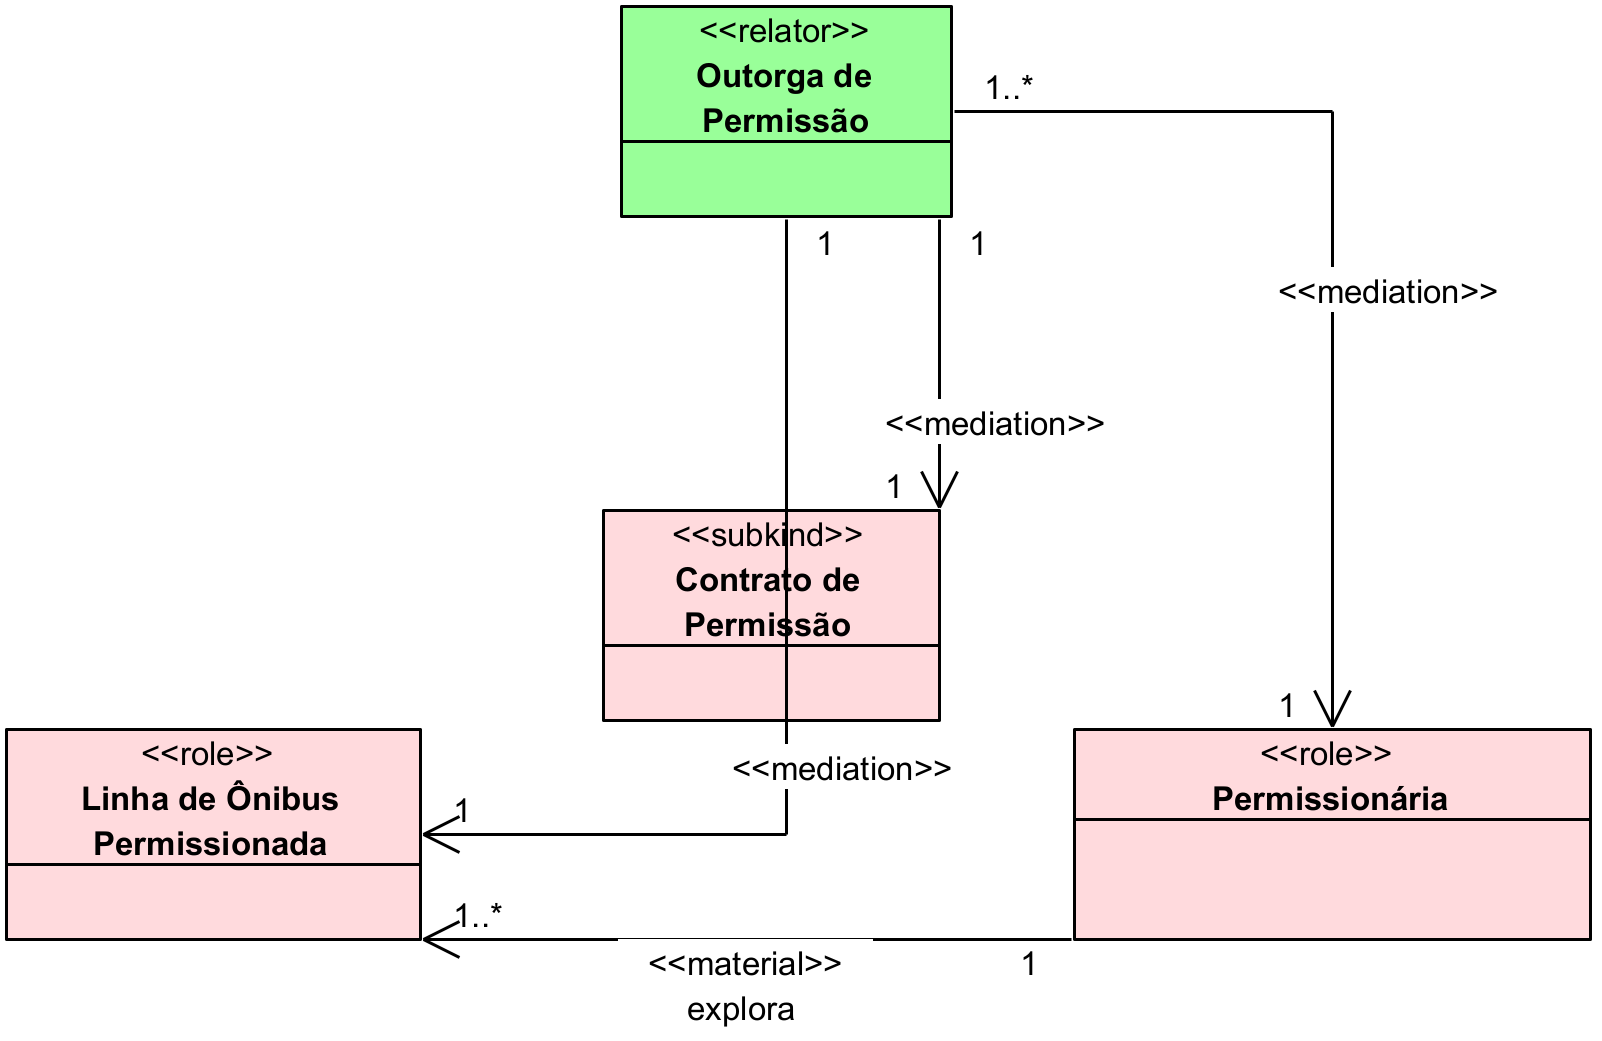 <<relator>>
Outorga de
Permissão
1..*
1
1
<<mediation>>
<<mediation>>
1
<<subkind>>
Contrato de
Permissão
1
<<mediation>>
<<role>>
Linha de Ônibus
Permissionada
1
<<role>>
Permissionária
1..*
<<material>>
explora
1